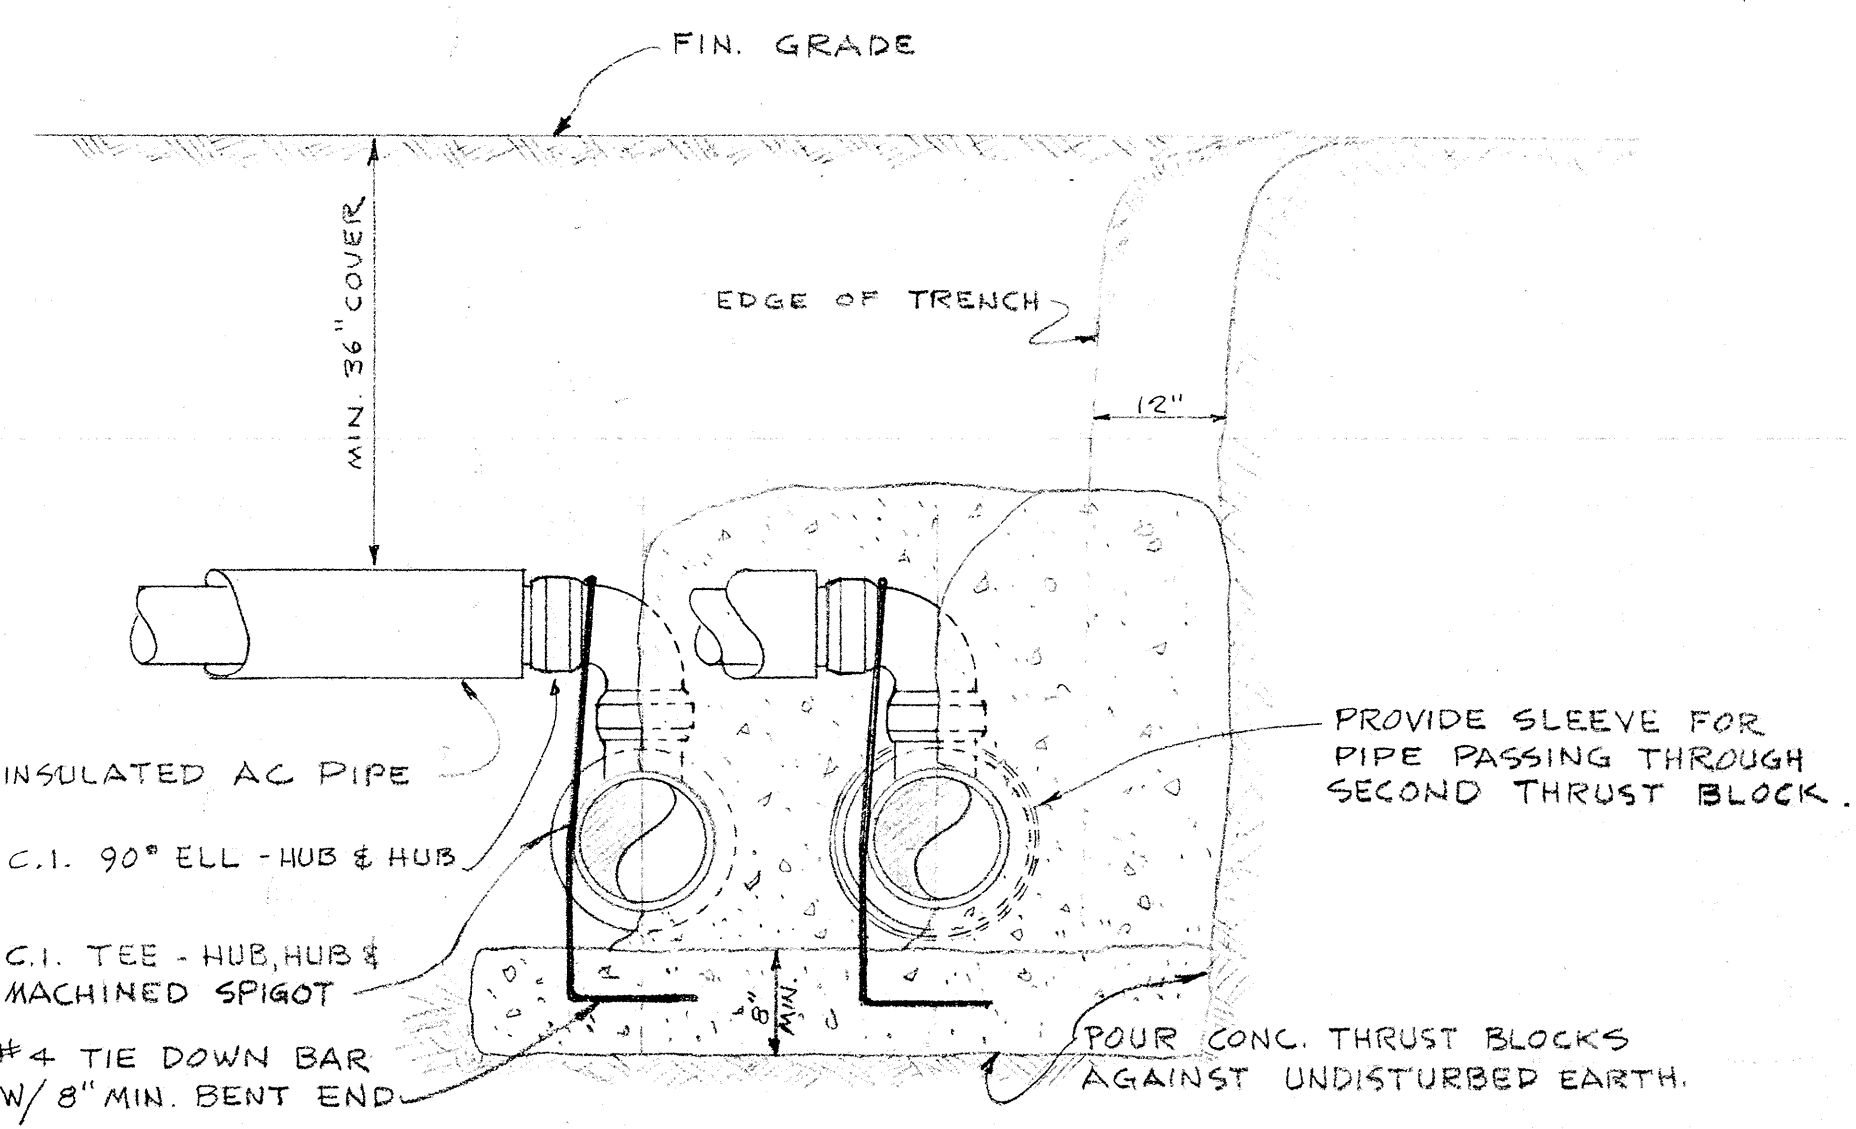 FIN. GRADE
MIN. 36" COVER
EDGE OF TRENCH
12"
PROVIDE SLEEVE FOR
PIPE PASSING THROUGH
SECOND THRUST BLOCK.
INSULATED AC PIPE
C.I. 90° ELL - HUB & HUB
C.I. TEE - HUB, HUB &
MACHINED SPIGOT
#4 TIE DOWN BAR
W/ 8" MIN. BENT END
8"
MIN.
POUR CONC. THRUST BLOCKS
AGAINST UNDISTURBED EARTH.